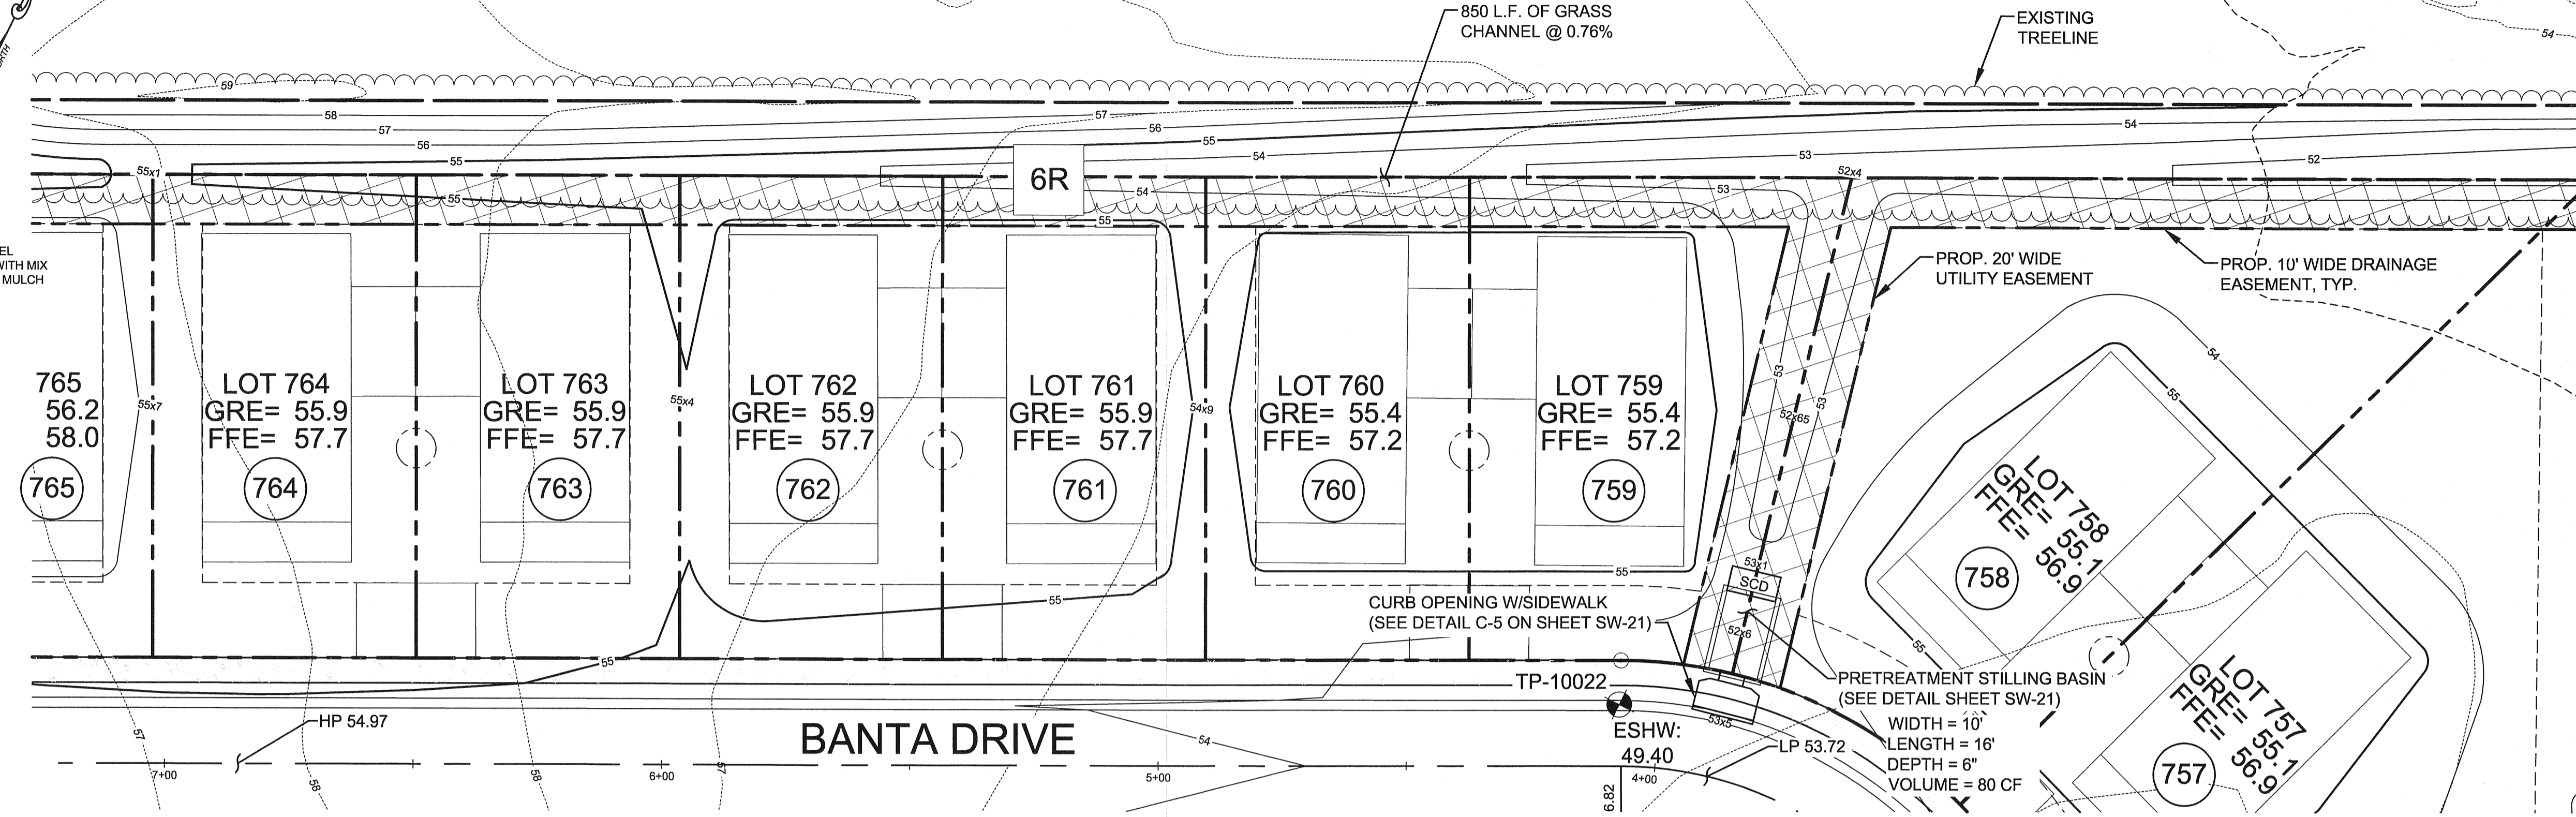 850 L.F. OF GRASS
CHANNEL @ 0.76%
EXISTING
TREELINE
54
59
58
57
56
55
57
56
55
54
54
53
52
55x1
55
6R
54
55
53
52x4
EL
WITH MIX
MULCH
PROP. 20' WIDE
UTILITY EASEMENT
PROP. 10' WIDE DRAINAGE
EASEMENT, TYP.
765
56.2
58.0
765
55x7
LOT 764
GRE= 55.9
FFE= 57.7
764
LOT 763
GRE= 55.9
FFE= 57.7
763
55x4
LOT 762
GRE= 55.9
FFE= 57.7
762
LOT 761
GRE= 55.9
FFE= 57.7
761
54x9
LOT 760
GRE= 55.4
FFE= 57.2
760
LOT 759
GRE= 55.4
FFE= 57.2
759
53
53
52x65
54
55
LOT 758
GRE= 55.1
FFE= 56.9
758
55
LOT 757
GRE= 55.1
FFE= 56.9
757
55
55
55
53x1
SCD
52x6
CURB OPENING W/SIDEWALK
(SEE DETAIL C-5 ON SHEET SW-21)
PRETREATMENT STILLING BASIN
(SEE DETAIL SHEET SW-21)
WIDTH = 10'
LENGTH = 16'
DEPTH = 6"
VOLUME = 80 CF
TP-10022
ESHW:
49.40
53x5
LP 53.72
HP 54.97
BANTA DRIVE
54
57
58
58
57
7+00
6+00
5+00
4+00
6.82